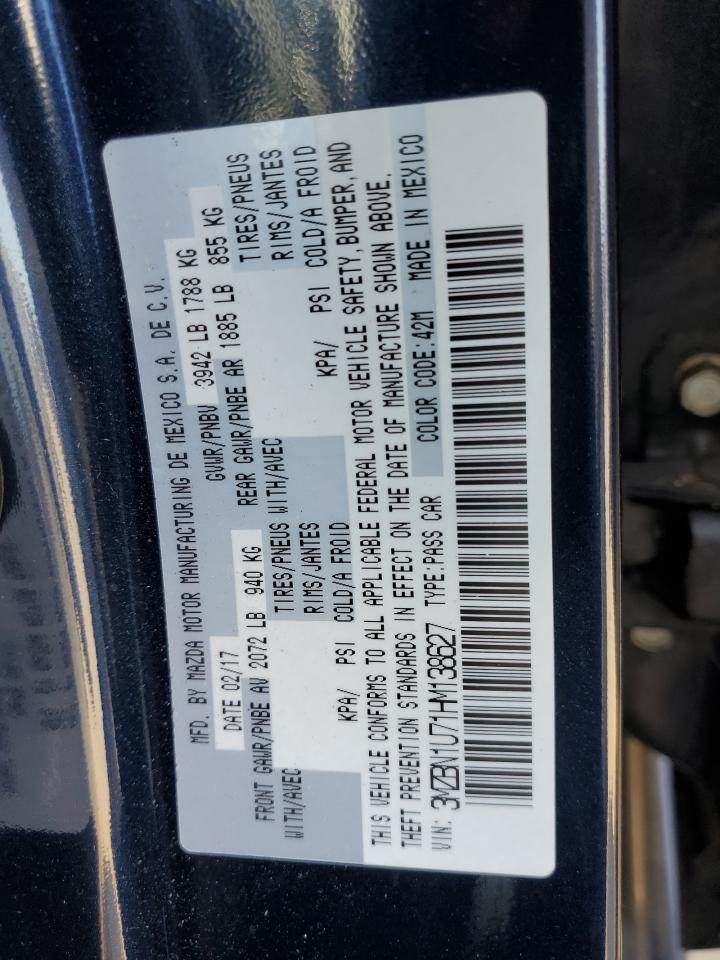 MFD. BY MAZDA MOTOR MANUFACTURING DE MEXICO S.A. DE C.V.
DATE 02/17 GVWR/PNBV 3942 LB 1788 KG
FRONT GAWR/PNBE AV 2072 LB 940 KG REAR GAWR/PNBE AR 1885 LB 855 KG
WITH/AVEC TIRES/PNEUS WITH/AVEC TIRES/PNEUS
RIMS/JANTES RIMS/JANTES
KPA/ PSI COLD/A FROID KPA/ PSI COLD/A FROID
THIS VEHICLE CONFORMS TO ALL APPLICABLE FEDERAL MOTOR VEHICLE SAFETY, BUMPER, AND
THEFT PREVENTION STANDARDS IN EFFECT ON THE DATE OF MANUFACTURE SHOWN ABOVE.
VIN: 3MZBN1U71HM138627 TYPE:PASS CAR COLOR CODE:42M MADE IN MEXICO